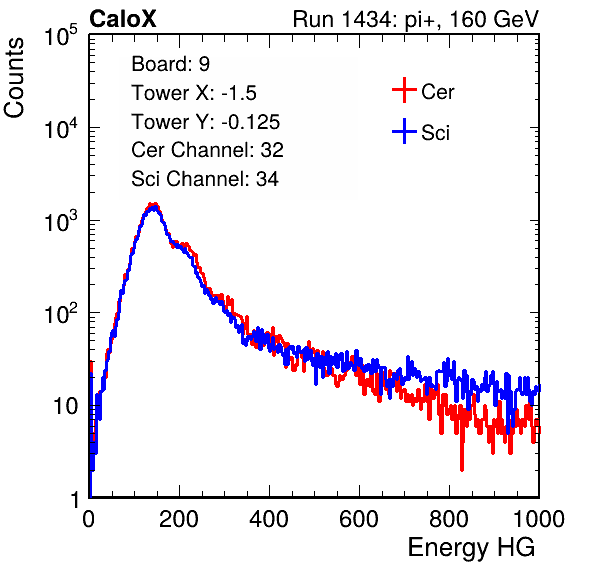 CaloX Run 1434: pi+, 160 GeV
Counts
Board: 9
Tower X: -1.5
Tower Y: -0.125
Cer Channel: 32
Sci Channel: 34
Cer
Sci
10^5
10^4
10^3
10^2
10
1
0 200 400 600 800 1000
Energy HG